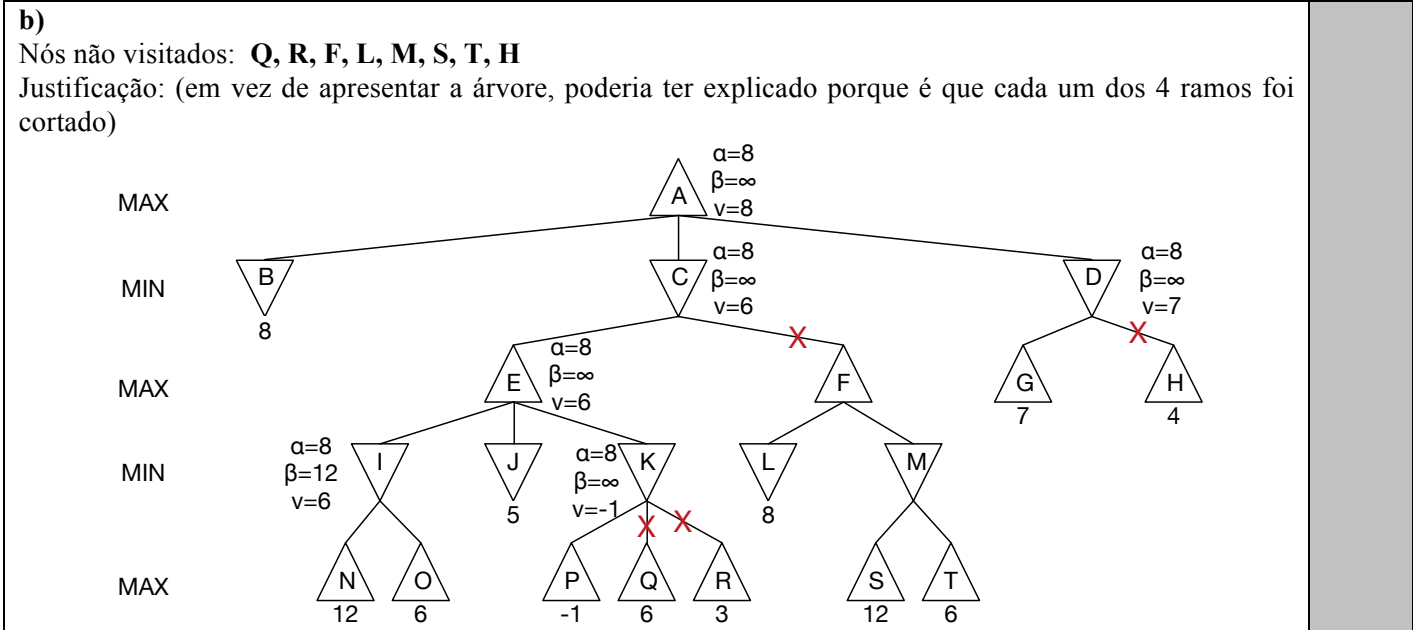 b)
Nós não visitados: Q, R, F, L, M, S, T, H
Justificação: (em vez de apresentar a árvore, poderia ter explicado porque é que cada um dos 4 ramos foi
cortado)
α=8
β=∞
v=8
MAX
A
α=8
β=∞
v=6
α=8
β=∞
v=7
MIN
B
C
D
8
X
X
α=8
β=∞
v=6
MAX
E
F
G
H
7
4
α=8
β=12
v=6
α=8
β=∞
v=-1
MIN
I
J
K
L
M
5
8
X
X
MAX
N
O
P
Q
R
S
T
12
6
-1
6
3
12
6